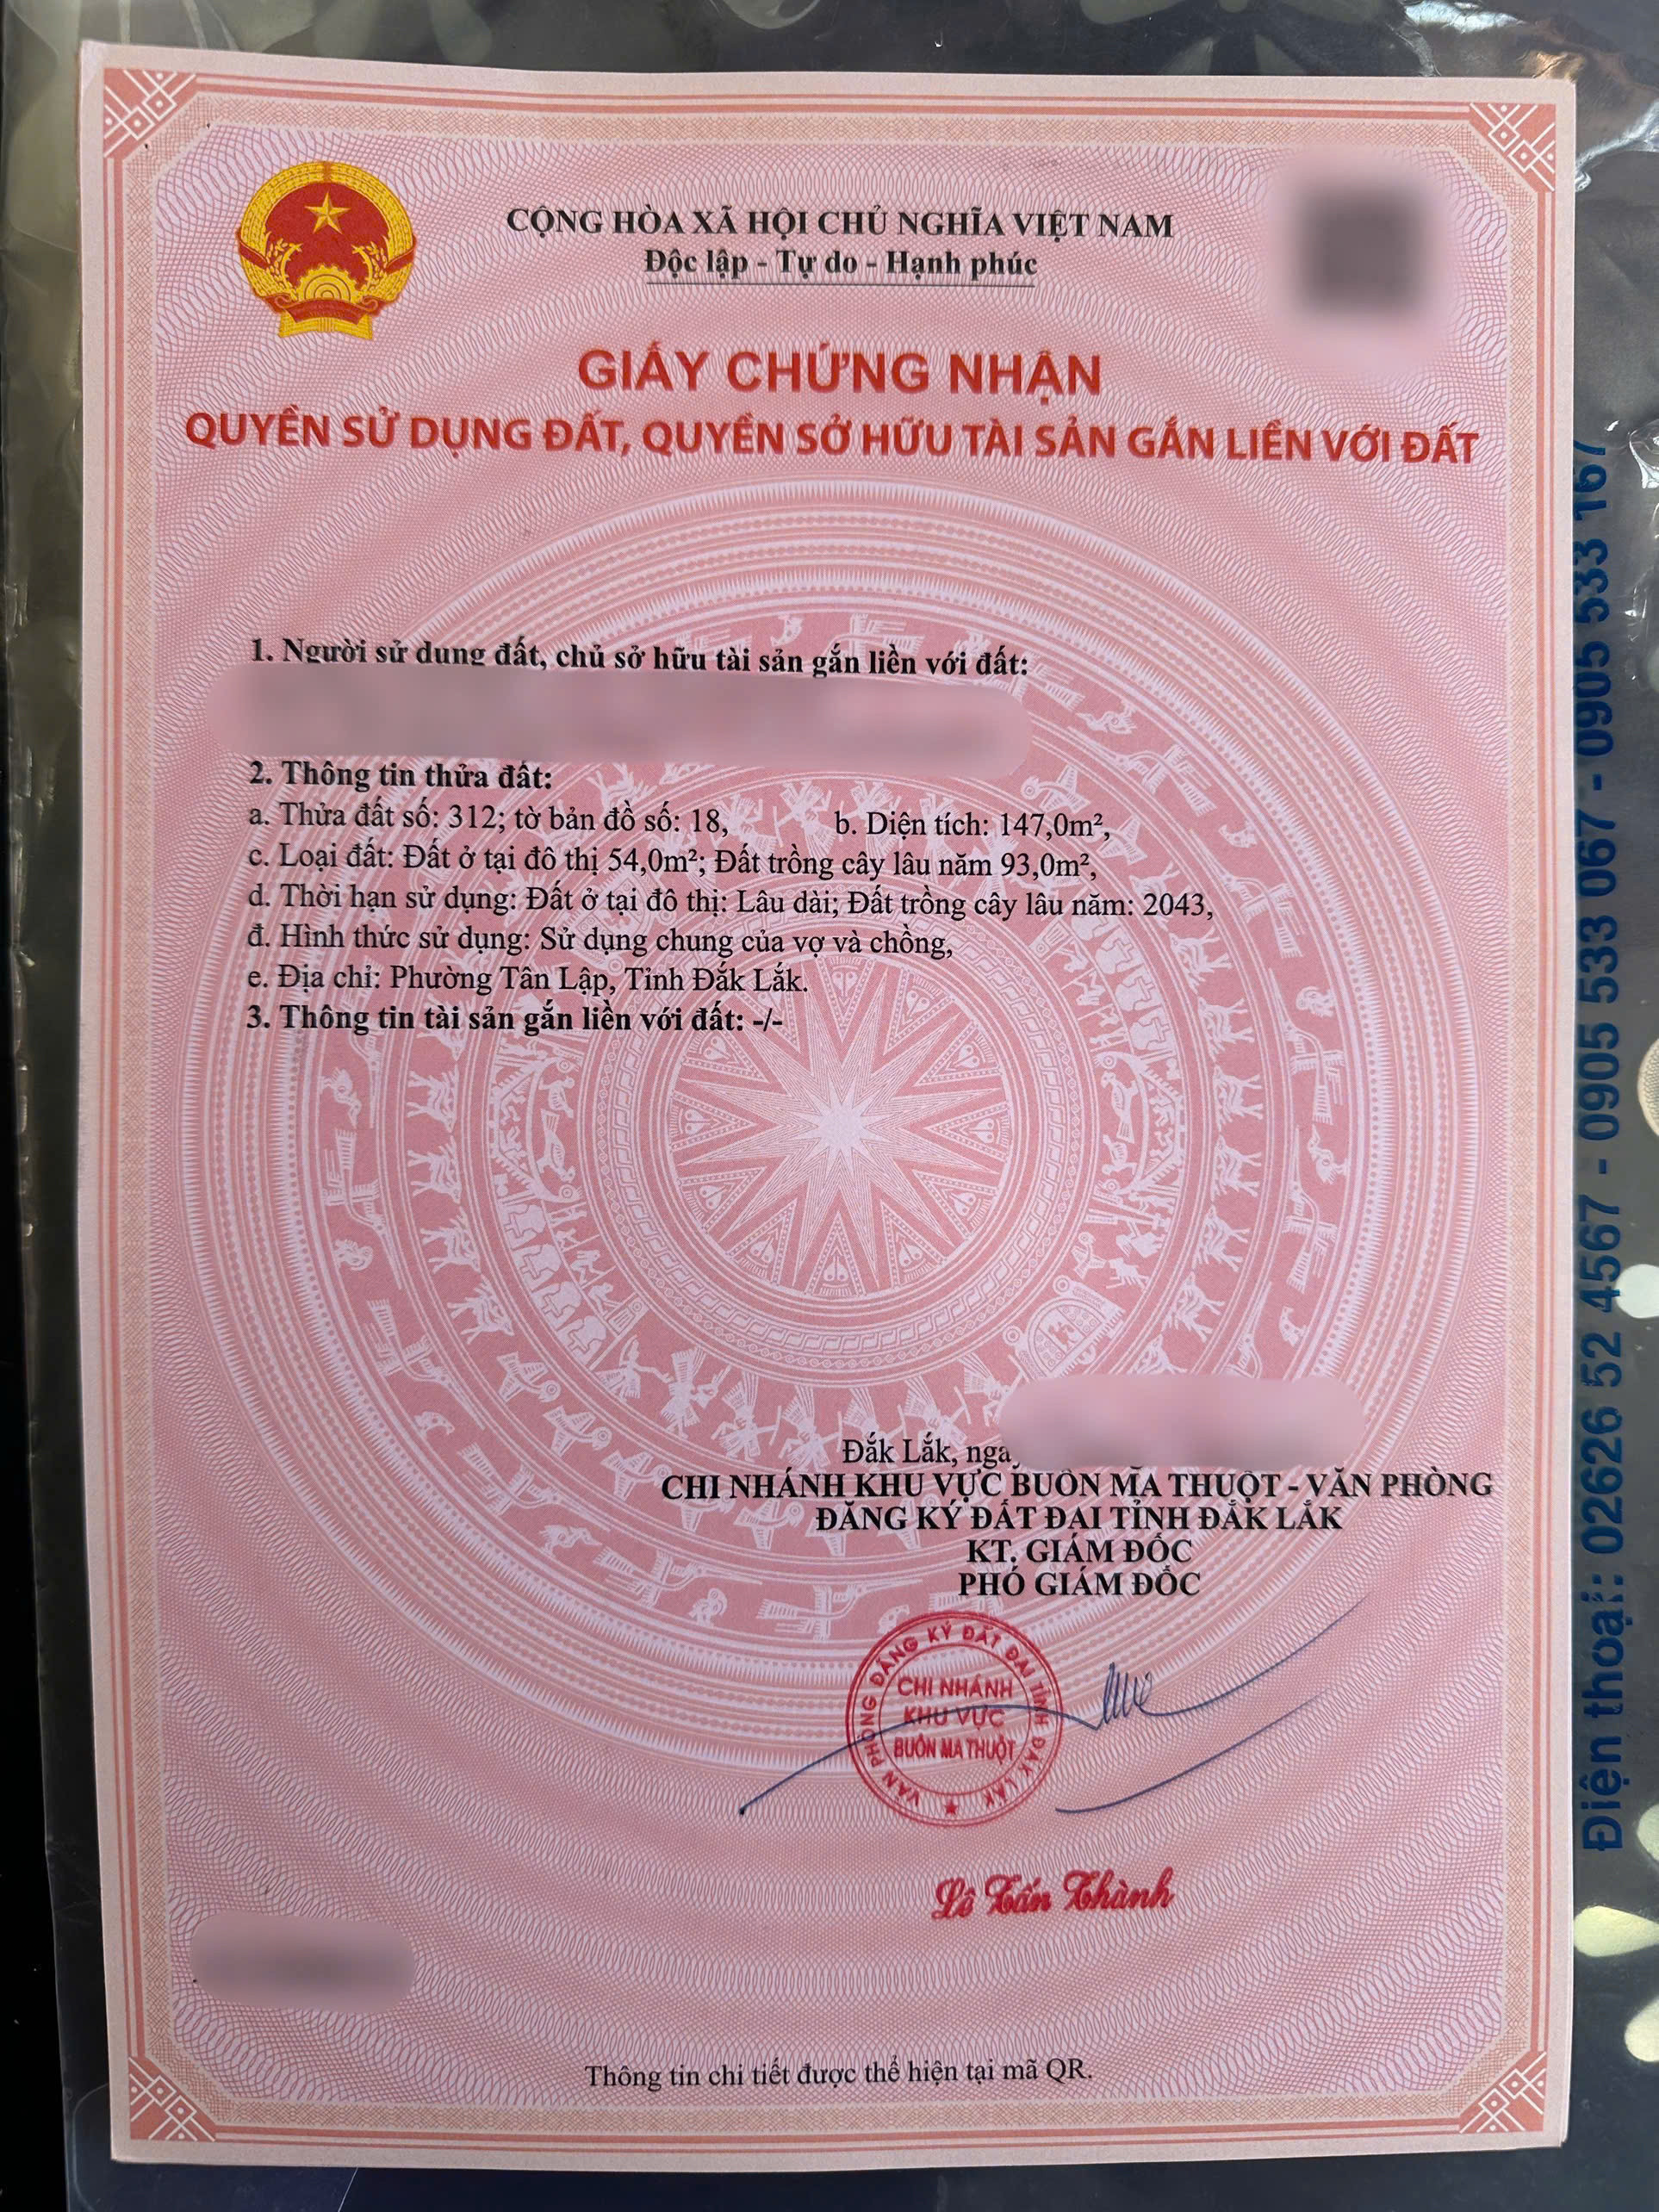 CỘNG HÒA XÃ HỘI CHỦ NGHĨA VIỆT NAM
Độc lập - Tự do - Hạnh phúc
GIẤY CHỨNG NHẬN
QUYỀN SỬ DỤNG ĐẤT, QUYỀN SỞ HỮU TÀI SẢN GẮN LIỀN VỚI ĐẤT
1. Người sử dụng đất, chủ sở hữu tài sản gắn liền với đất:
2. Thông tin thửa đất:
a. Thửa đất số: 312; tờ bản đồ số: 18, b. Diện tích: 147,0m²,
c. Loại đất: Đất ở tại đô thị 54,0m²; Đất trồng cây lâu năm 93,0m²,
d. Thời hạn sử dụng: Đất ở tại đô thị: Lâu dài; Đất trồng cây lâu năm: 2043,
đ. Hình thức sử dụng: Sử dụng chung của vợ và chồng,
e. Địa chỉ: Phường Tân Lập, Tỉnh Đắk Lắk.
3. Thông tin tài sản gắn liền với đất: -/-
Đắk Lắk,
CHI NHÁNH KHU VỰC BUÔN MA THUỘT - VĂN PHÒNG
ĐĂNG KÝ ĐẤT ĐAI TỈNH ĐẮK LẮK
KT. GIÁM ĐỐC
PHÓ GIÁM ĐỐC
VĂN PHÒNG ĐĂNG KÝ ĐẤT ĐAI TỈNH ĐẮK LẮK
CHI NHÁNH
KHU VỰC
BUÔN MA THUỘT
Lê Tấn Thành
Thông tin chi tiết được thể hiện tại mã QR.
Điện thoại: 02626 52 4567 - 0905 533 067 - 0905 533 167